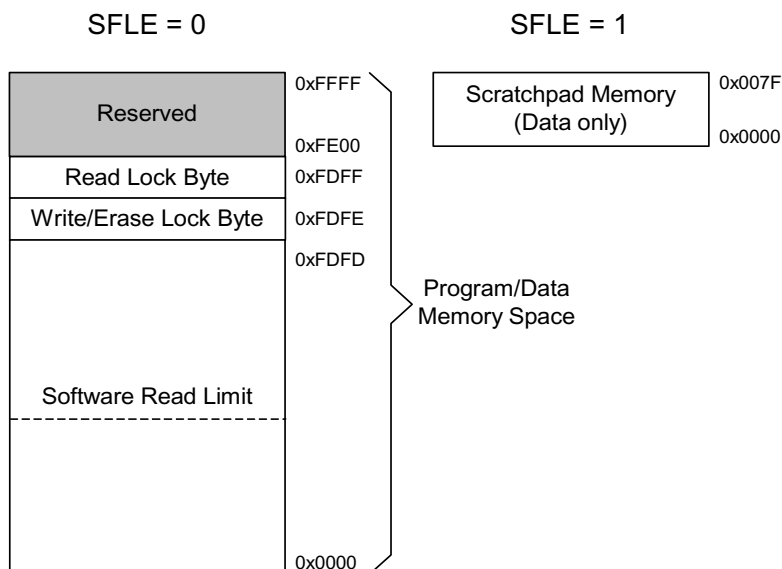 SFLE = 0
SFLE = 1
Reserved
0xFFFF
0xFE00
Read Lock Byte
0xFDFF
Write/Erase Lock Byte
0xFDFE
0xFDFD
Software Read Limit
0x0000
Program/Data
Memory Space
Scratchpad Memory
(Data only)
0x007F
0x0000